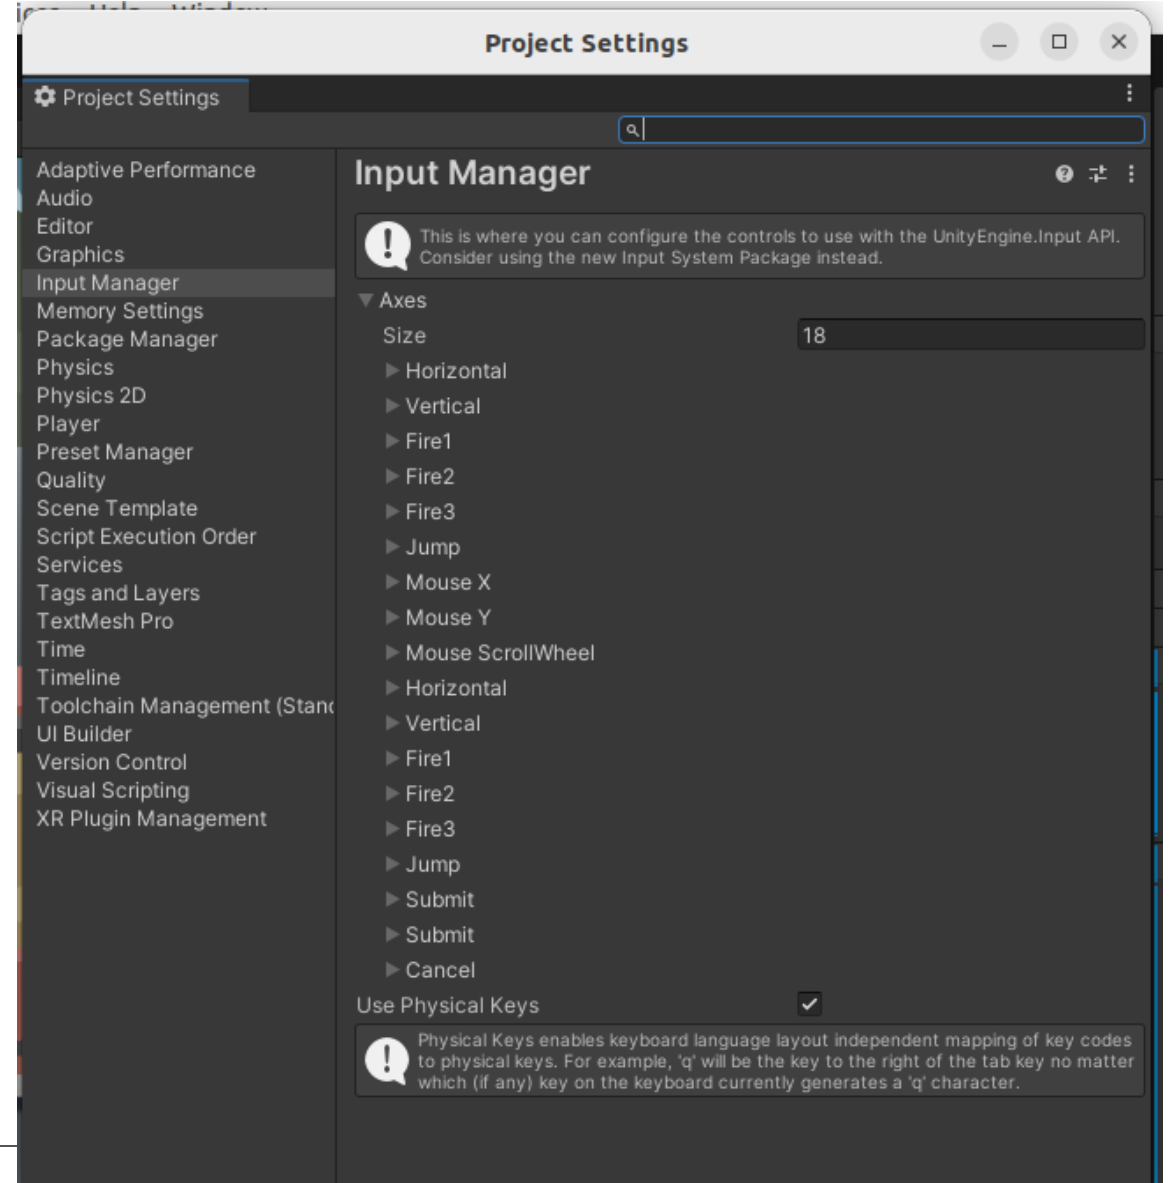 Help Window
Project Settings
Project Settings
Adaptive Performance
Audio
Editor
Graphics
Input Manager
Memory Settings
Package Manager
Physics
Physics 2D
Player
Preset Manager
Quality
Scene Template
Script Execution Order
Services
Tags and Layers
TextMesh Pro
Time
Timeline
Toolchain Management (Stand
UI Builder
Version Control
Visual Scripting
XR Plugin Management
Input Manager
This is where you can configure the controls to use with the UnityEngine.Input API.
Consider using the new Input System Package instead.
Axes
Size 18
Horizontal
Vertical
Fire1
Fire2
Fire3
Jump
Mouse X
Mouse Y
Mouse ScrollWheel
Horizontal
Vertical
Fire1
Fire2
Fire3
Jump
Submit
Submit
Cancel
Use Physical Keys
Physical Keys enables keyboard language layout independent mapping of key codes
to physical keys. For example, 'q' will be the key to the right of the tab key no matter
which (if any) key on the keyboard currently generates a 'q' character.